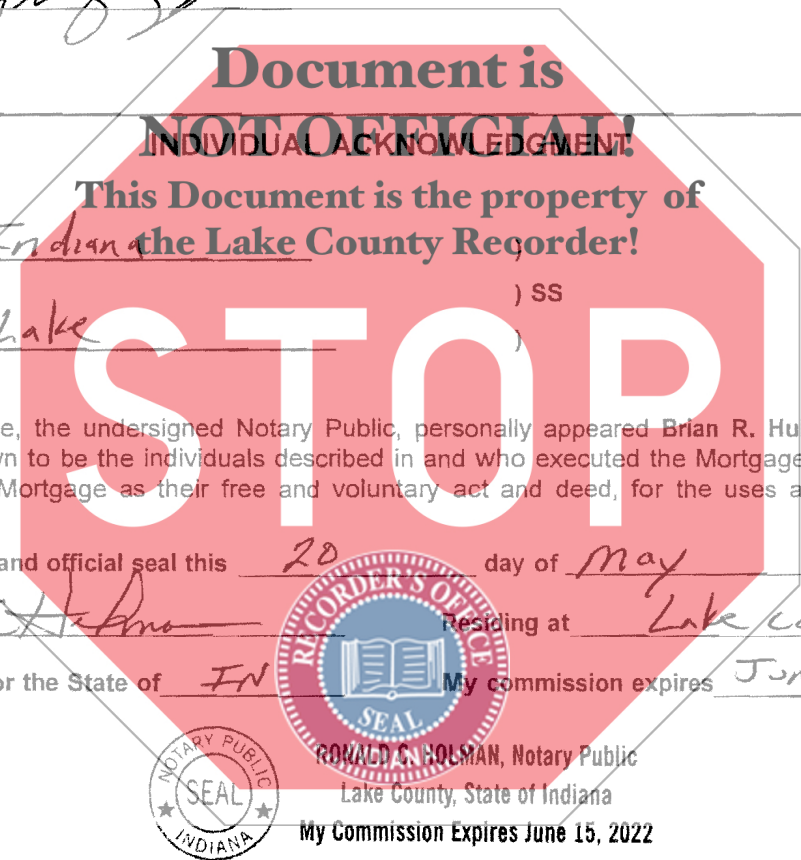 Document is
NOT OFFICIAL!
INDIVIDUAL ACKNOWLEDGMENT
This Document is the property of
the Lake County Recorder!
Indiana )
) SS
Lake )
STOP
e, the undersigned Notary Public, personally appeared Brian R. Hu
vn to be the individuals described in and who executed the Mortgage
Mortgage as their free and voluntary act and deed, for the uses a
and official seal this 20 day of May
Residing at Lake Co
or the State of IN My commission expires Jun
RECORDER'S OFFICE
SEAL
INDIANA
NOTARY PUBLIC
SEAL
INDIANA
RONALD C. HOLMAN, Notary Public
Lake County, State of Indiana
My Commission Expires June 15, 2022